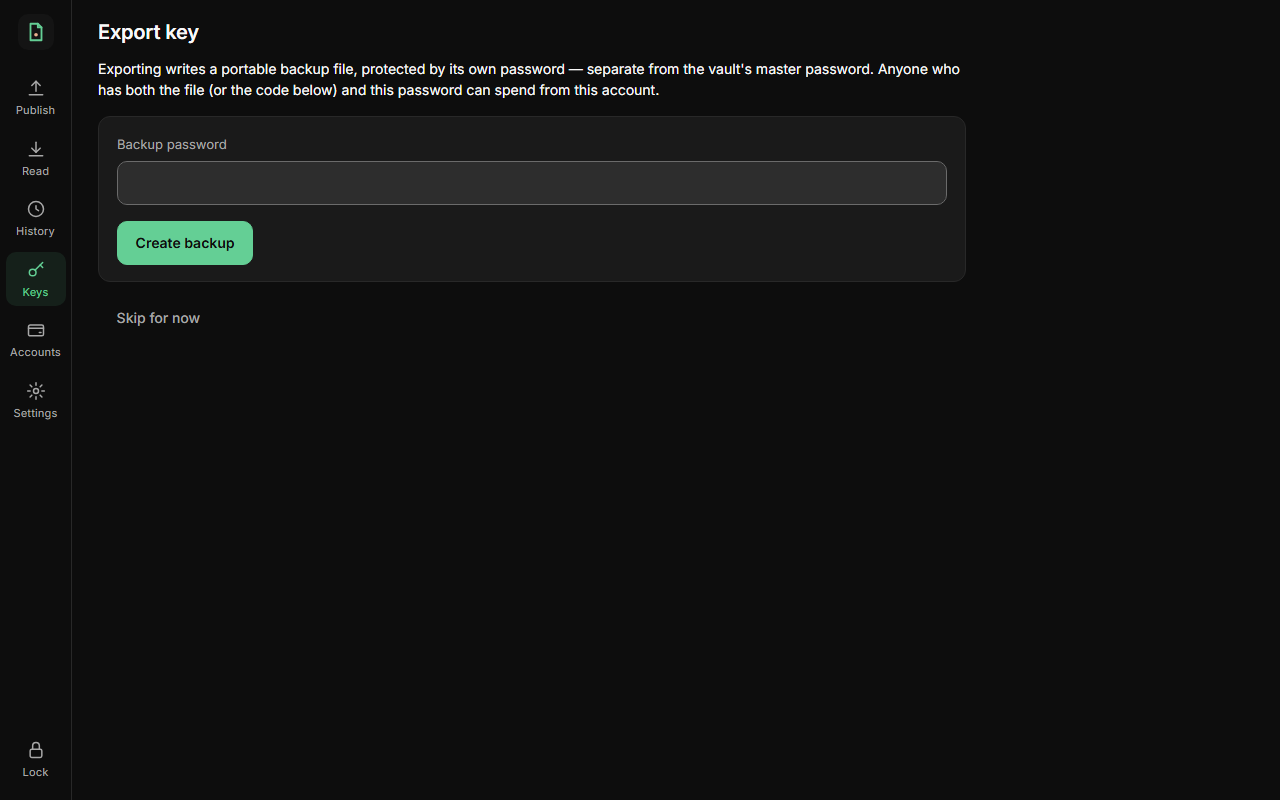 Export key
Exporting writes a portable backup file, protected by its own password — separate from the vault's master password. Anyone who
has both the file (or the code below) and this password can spend from this account.
Backup password
Create backup
Skip for now
Publish
Read
History
Keys
Accounts
Settings
Lock